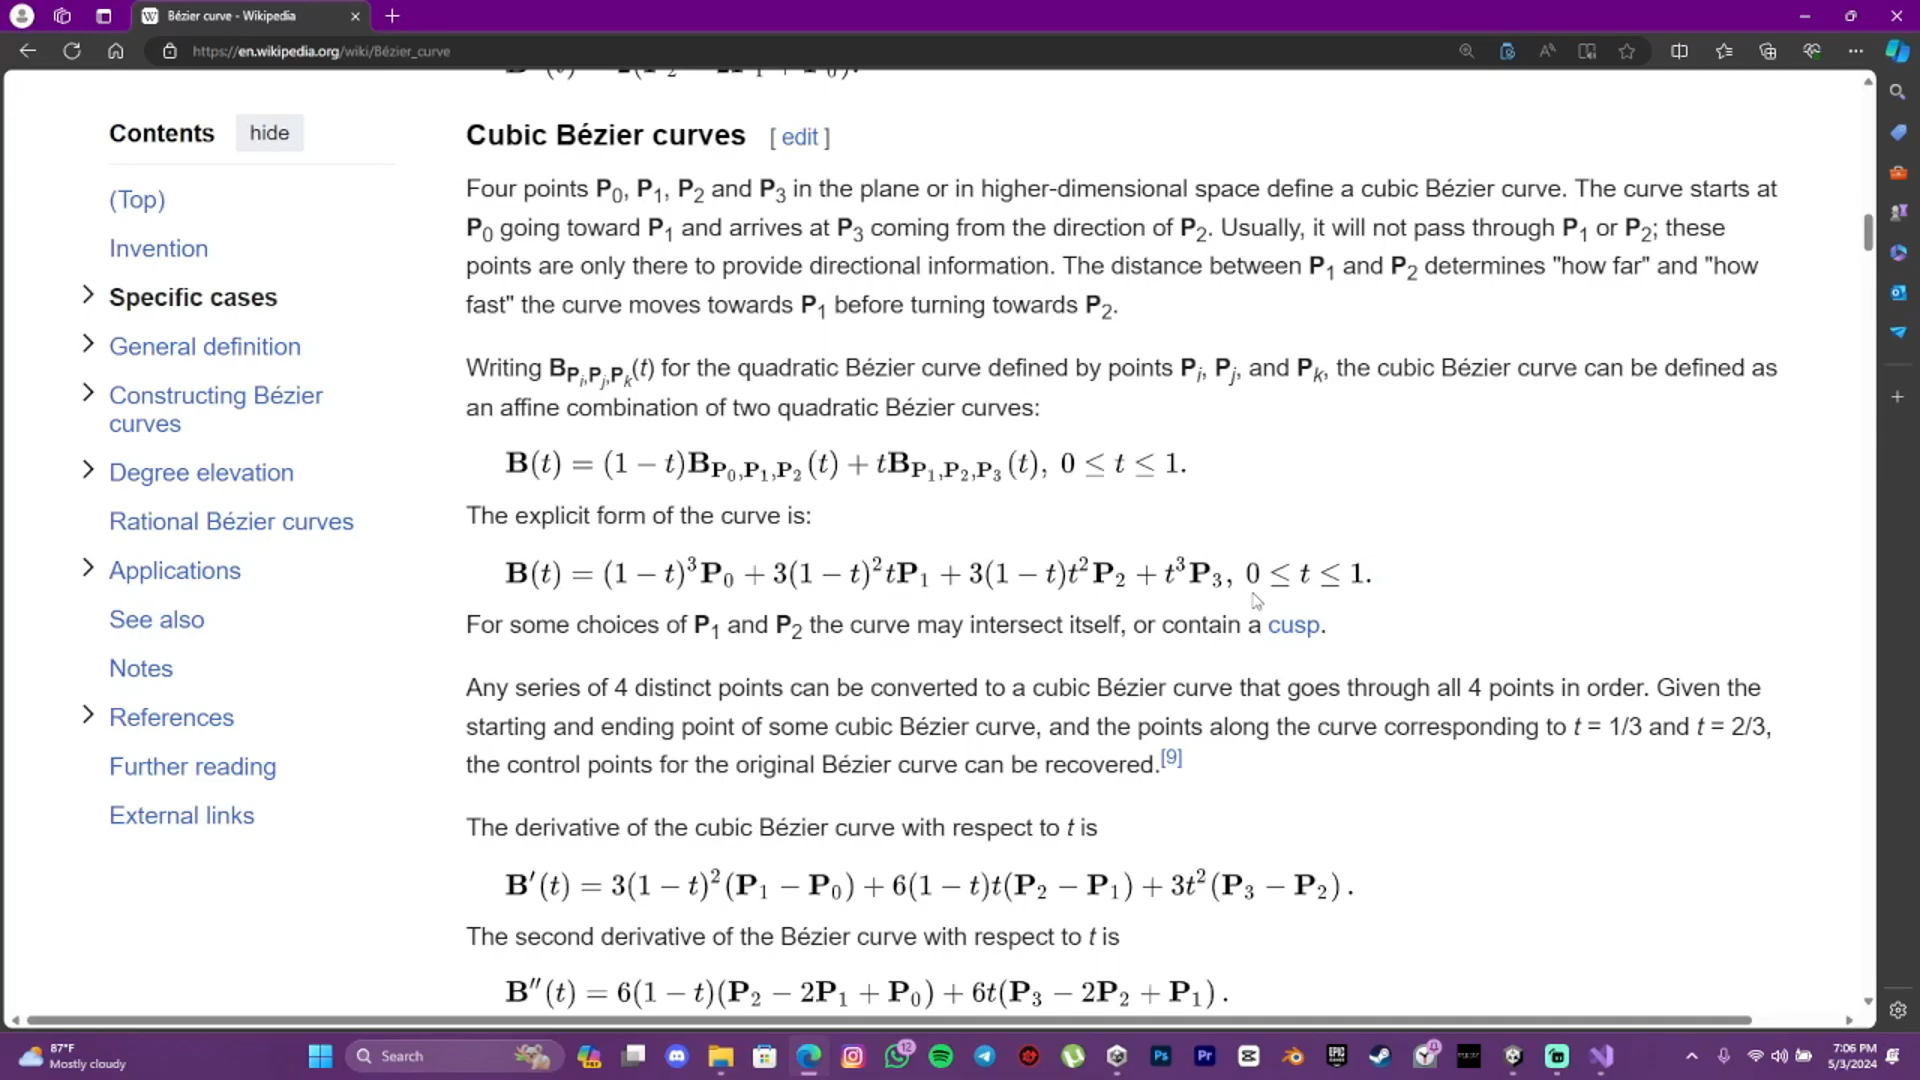 Bézier curve - Wikipedia
https://en.wikipedia.org/wiki/Bézier_curve
Contents hide
(Top)
Invention
Specific cases
General definition
Constructing Bézier
curves
Degree elevation
Rational Bézier curves
Applications
See also
Notes
References
Further reading
External links
Cubic Bézier curves [ edit ]
Four points P₀, P₁, P₂ and P₃ in the plane or in higher-dimensional space define a cubic Bézier curve. The curve starts at
P₀ going toward P₁ and arrives at P₃ coming from the direction of P₂. Usually, it will not pass through P₁ or P₂; these
points are only there to provide directional information. The distance between P₁ and P₂ determines "how far" and "how
fast" the curve moves towards P₁ before turning towards P₂.
Writing B_{Pᵢ,Pⱼ,Pₖ}(t) for the quadratic Bézier curve defined by points Pᵢ, Pⱼ, and Pₖ, the cubic Bézier curve can be defined as
an affine combination of two quadratic Bézier curves:
B(t) = (1 − t)B_{P₀,P₁,P₂}(t) + tB_{P₁,P₂,P₃}(t), 0 ≤ t ≤ 1.
The explicit form of the curve is:
B(t) = (1 − t)³P₀ + 3(1 − t)²tP₁ + 3(1 − t)t²P₂ + t³P₃, 0 ≤ t ≤ 1.
For some choices of P₁ and P₂ the curve may intersect itself, or contain a cusp.
Any series of 4 distinct points can be converted to a cubic Bézier curve that goes through all 4 points in order. Given the
starting and ending point of some cubic Bézier curve, and the points along the curve corresponding to t = 1/3 and t = 2/3,
the control points for the original Bézier curve can be recovered.[9]
The derivative of the cubic Bézier curve with respect to t is
B′(t) = 3(1 − t)²(P₁ − P₀) + 6(1 − t)t(P₂ − P₁) + 3t²(P₃ − P₂).
The second derivative of the Bézier curve with respect to t is
B″(t) = 6(1 − t)(P₂ − 2P₁ + P₀) + 6t(P₃ − 2P₂ + P₁).
87°F
Mostly cloudy
Search
12
Ps
Pr
EPIC
7:06 PM
5/3/2024